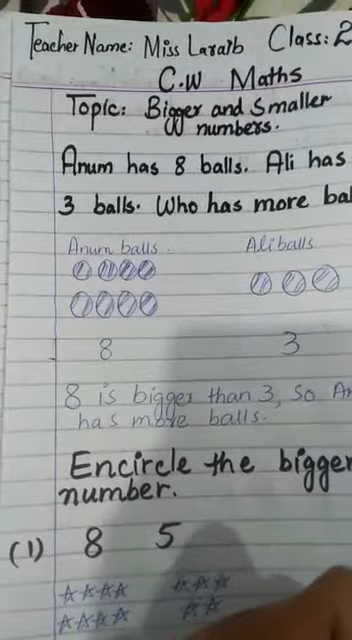 Teacher Name: Miss Laraib Class: 2
C.W Maths
Topic: Bigger and Smaller
numbers.
Anum has 8 balls. Ali has
3 balls. Who has more bal
Anum balls. Ali balls
8 3
8 is bigger than 3, So An
has more balls.
Encircle the bigger
number.
(1) 8 5